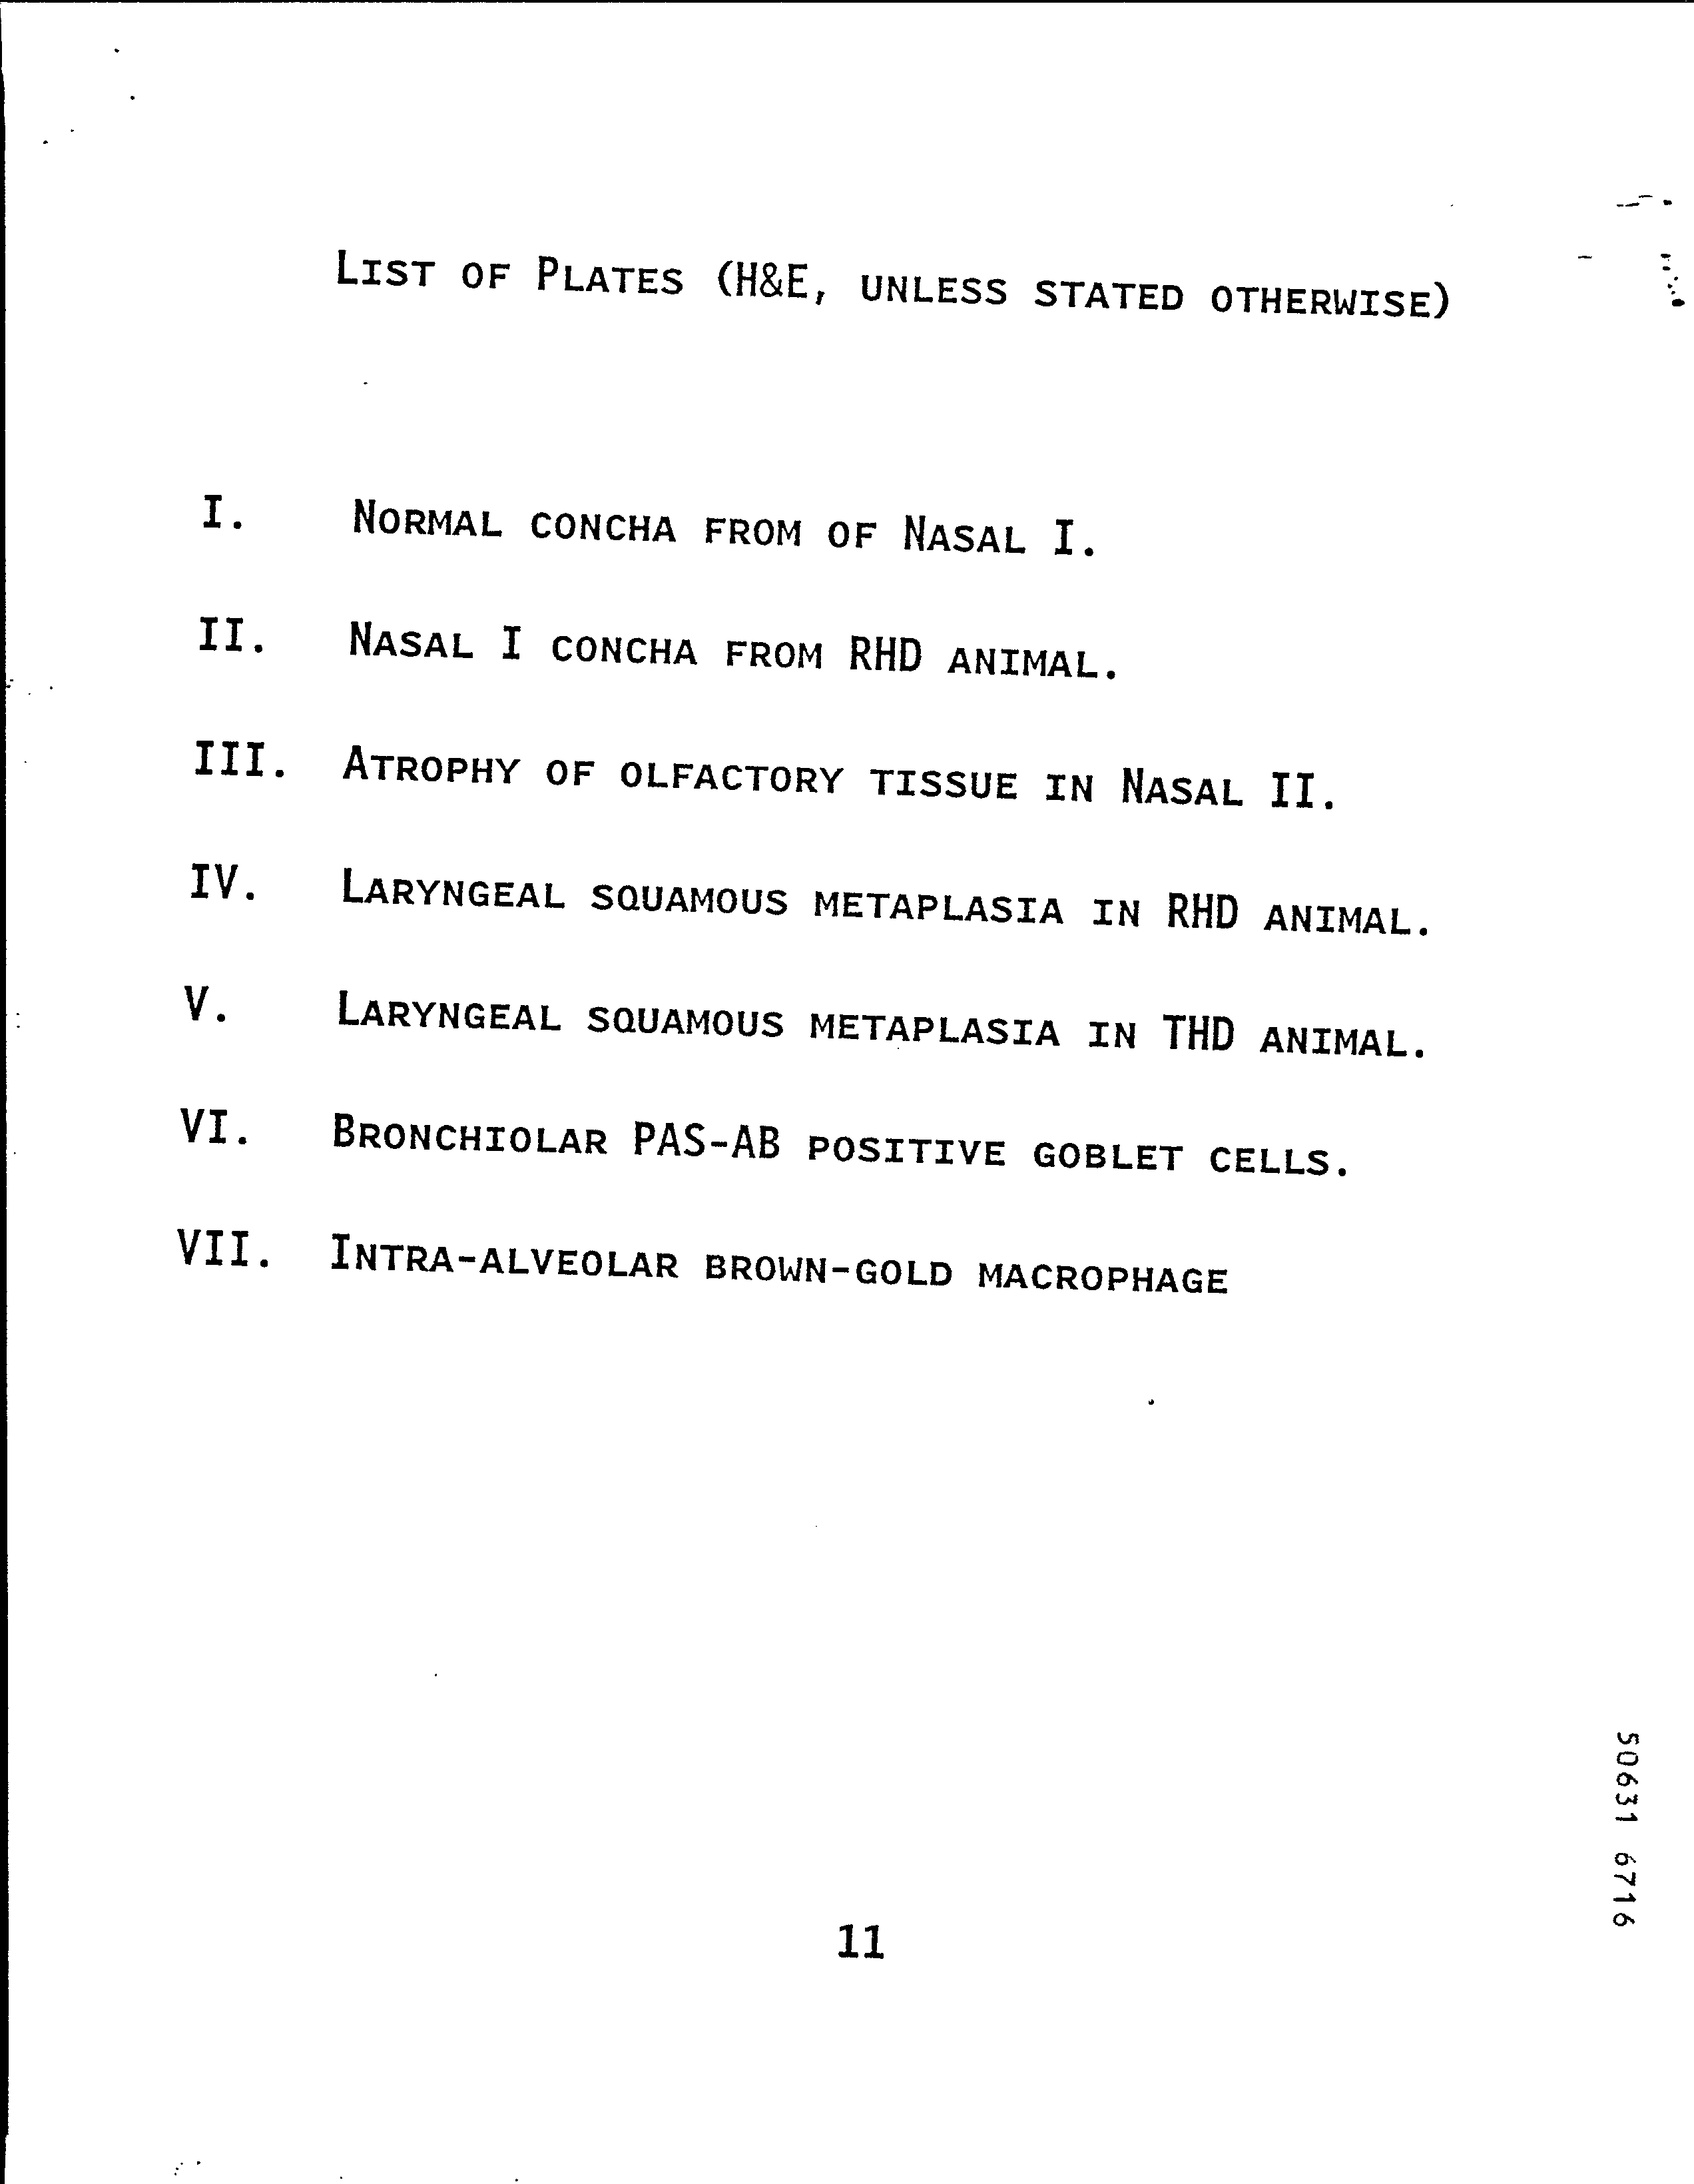 List of Plates (H&E, unless stated otherwise)
I. Normal concha from of Nasal I.
II. Nasal I concha from RHD animal.
III. Atrophy of olfactory tissue in Nasal II.
IV. Laryngeal squamous metaplasia in RHD animal.
V. Laryngeal squamous metaplasia in THD animal.
VI. Bronchiolar PAS-AB positive goblet cells.
VII. Intra-alveolar brown-gold macrophage
50631 6716
11